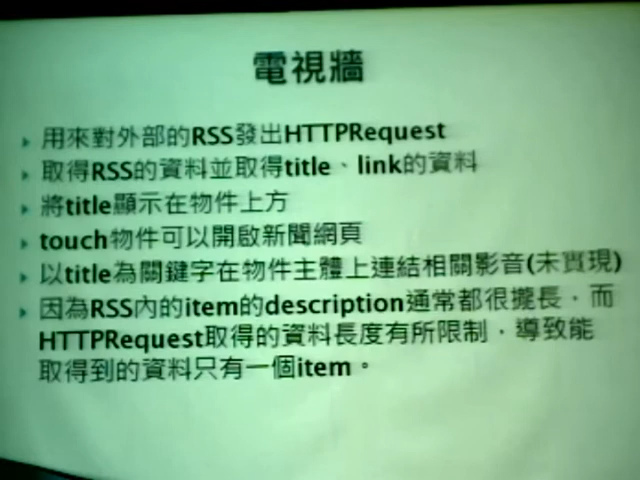 電視牆
用來對外部的RSS發出HTTPRequest
取得RSS的資料並取得title、link的資料
將title顯示在物件上方
touch物件可以開啟新聞網頁
以title為關鍵字在物件主體上連結相關影音(未實現)
因為RSS內的item的description通常都很攏長，而
HTTPRequest取得的資料長度有所限制，導致能
取得到的資料只有一個item。